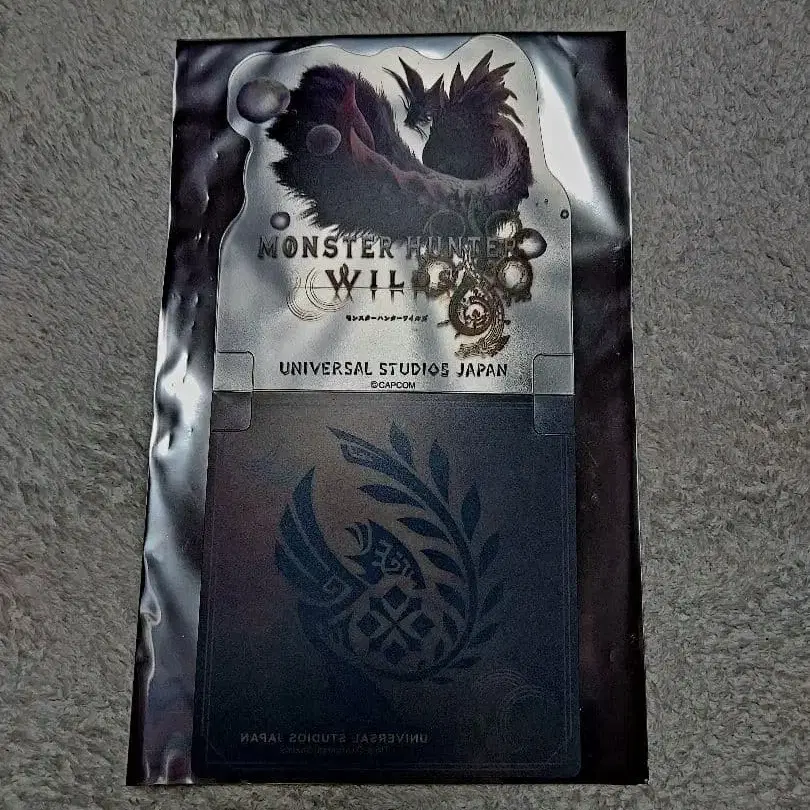 MONSTER HUNTER
WILDS
モンスターハンターワイルズ
UNIVERSAL STUDIOS JAPAN
©CAPCOM
UNIVERSAL STUDIOS JAPAN